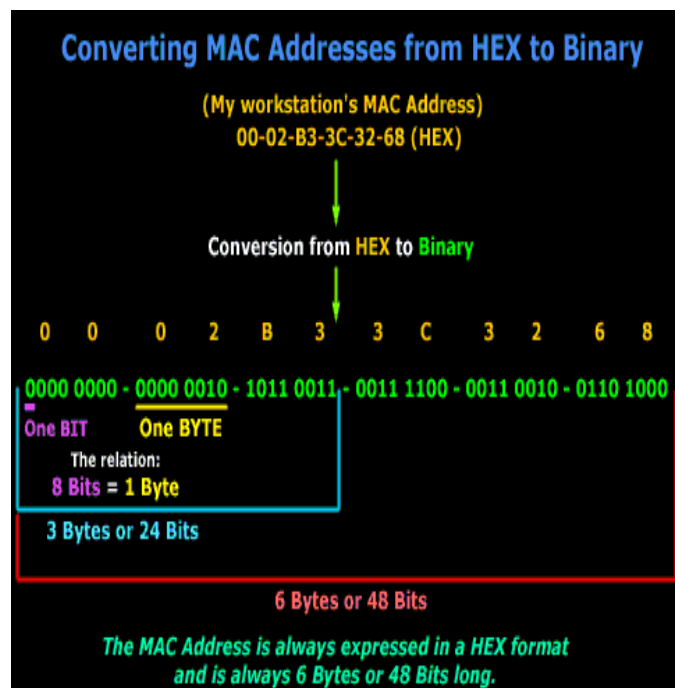 Converting MAC Addresses from HEX to Binary
(My workstation's MAC Address)
00-02-B3-3C-32-68 (HEX)
Conversion from HEX to Binary
0 0 0 2 B 3 3 C 3 2 6 8
0000 0000 - 0000 0010 - 1011 0011 - 0011 1100 - 0011 0010 - 0110 1000
One BIT One BYTE
The relation:
8 Bits = 1 Byte
3 Bytes or 24 Bits
6 Bytes or 48 Bits
The MAC Address is always expressed in a HEX format
and is always 6 Bytes or 48 Bits long.